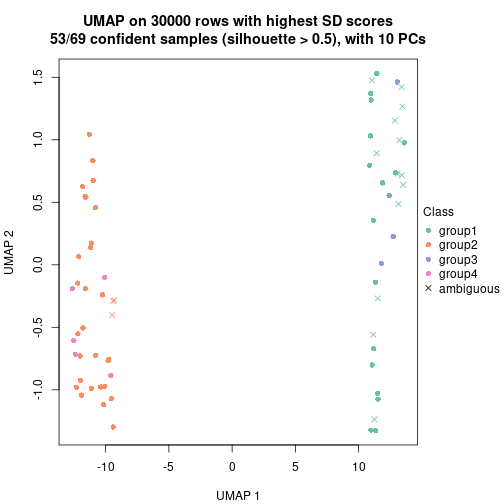 UMAP on 30000 rows with highest SD scores
53/69 confident samples (silhouette > 0.5), with 10 PCs
1.5
1.0
0.5
0.0
-0.5
-1.0
UMAP 2
-10
-5
0
5
10
UMAP 1
Class
group1
group2
group3
group4
ambiguous